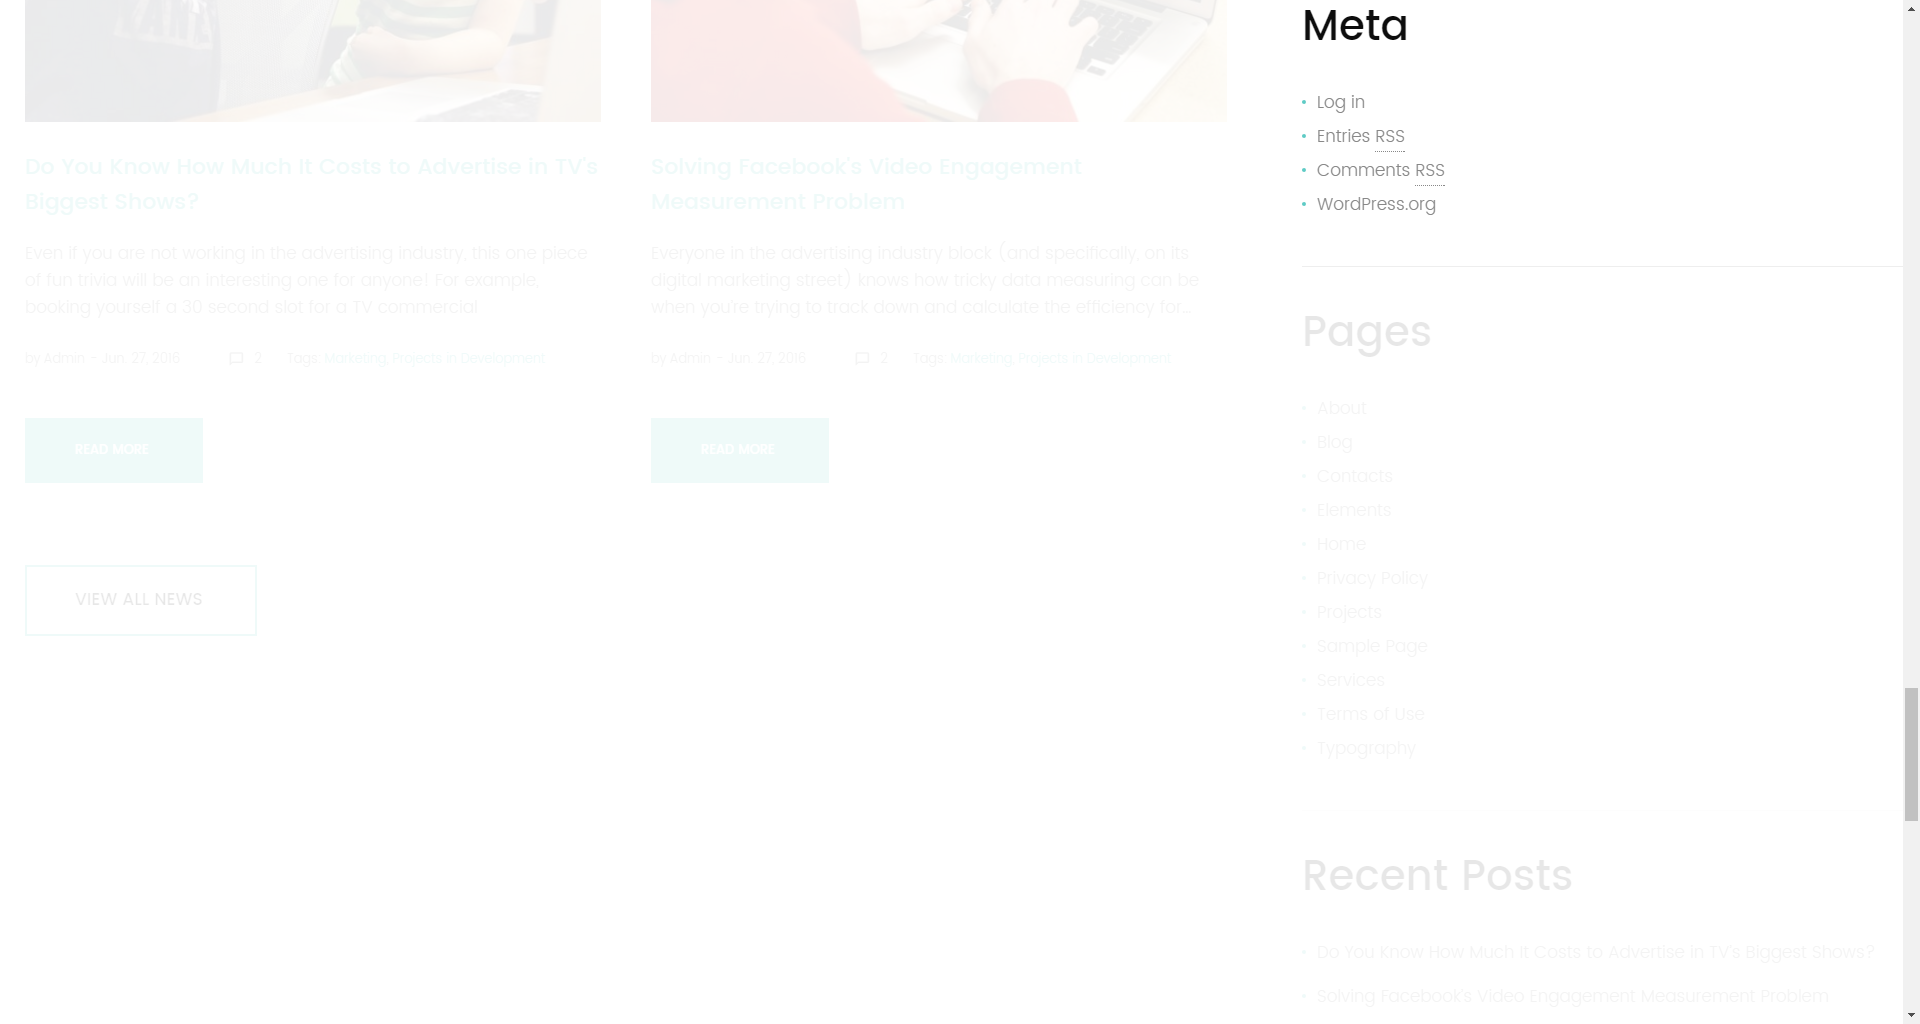 Do You Know How Much It Costs to Advertise in TV's
Biggest Shows?
Even if you are not working in the advertising industry, this one piece
of fun trivia will be an interesting one for anyone! For example,
booking yourself a 30 second slot for a TV commercial
by Admin - Jun. 27, 2016 2 Tags: Marketing, Projects in Development
READ MORE
Solving Facebook's Video Engagement
Measurement Problem
Everyone in the advertising industry block (and specifically, on its
digital marketing street) knows how tricky data measuring can be
when you're trying to track down and calculate the efficiency for...
by Admin - Jun. 27, 2016 2 Tags: Marketing, Projects in Development
READ MORE
VIEW ALL NEWS
Meta
Log in
Entries RSS
Comments RSS
WordPress.org
Pages
About
Blog
Contacts
Elements
Home
Privacy Policy
Projects
Sample Page
Services
Terms of Use
Typography
Recent Posts
Do You Know How Much it Costs to Advertise in TV's Biggest Shows?
Solving Facebook's Video Engagement Measurement Problem